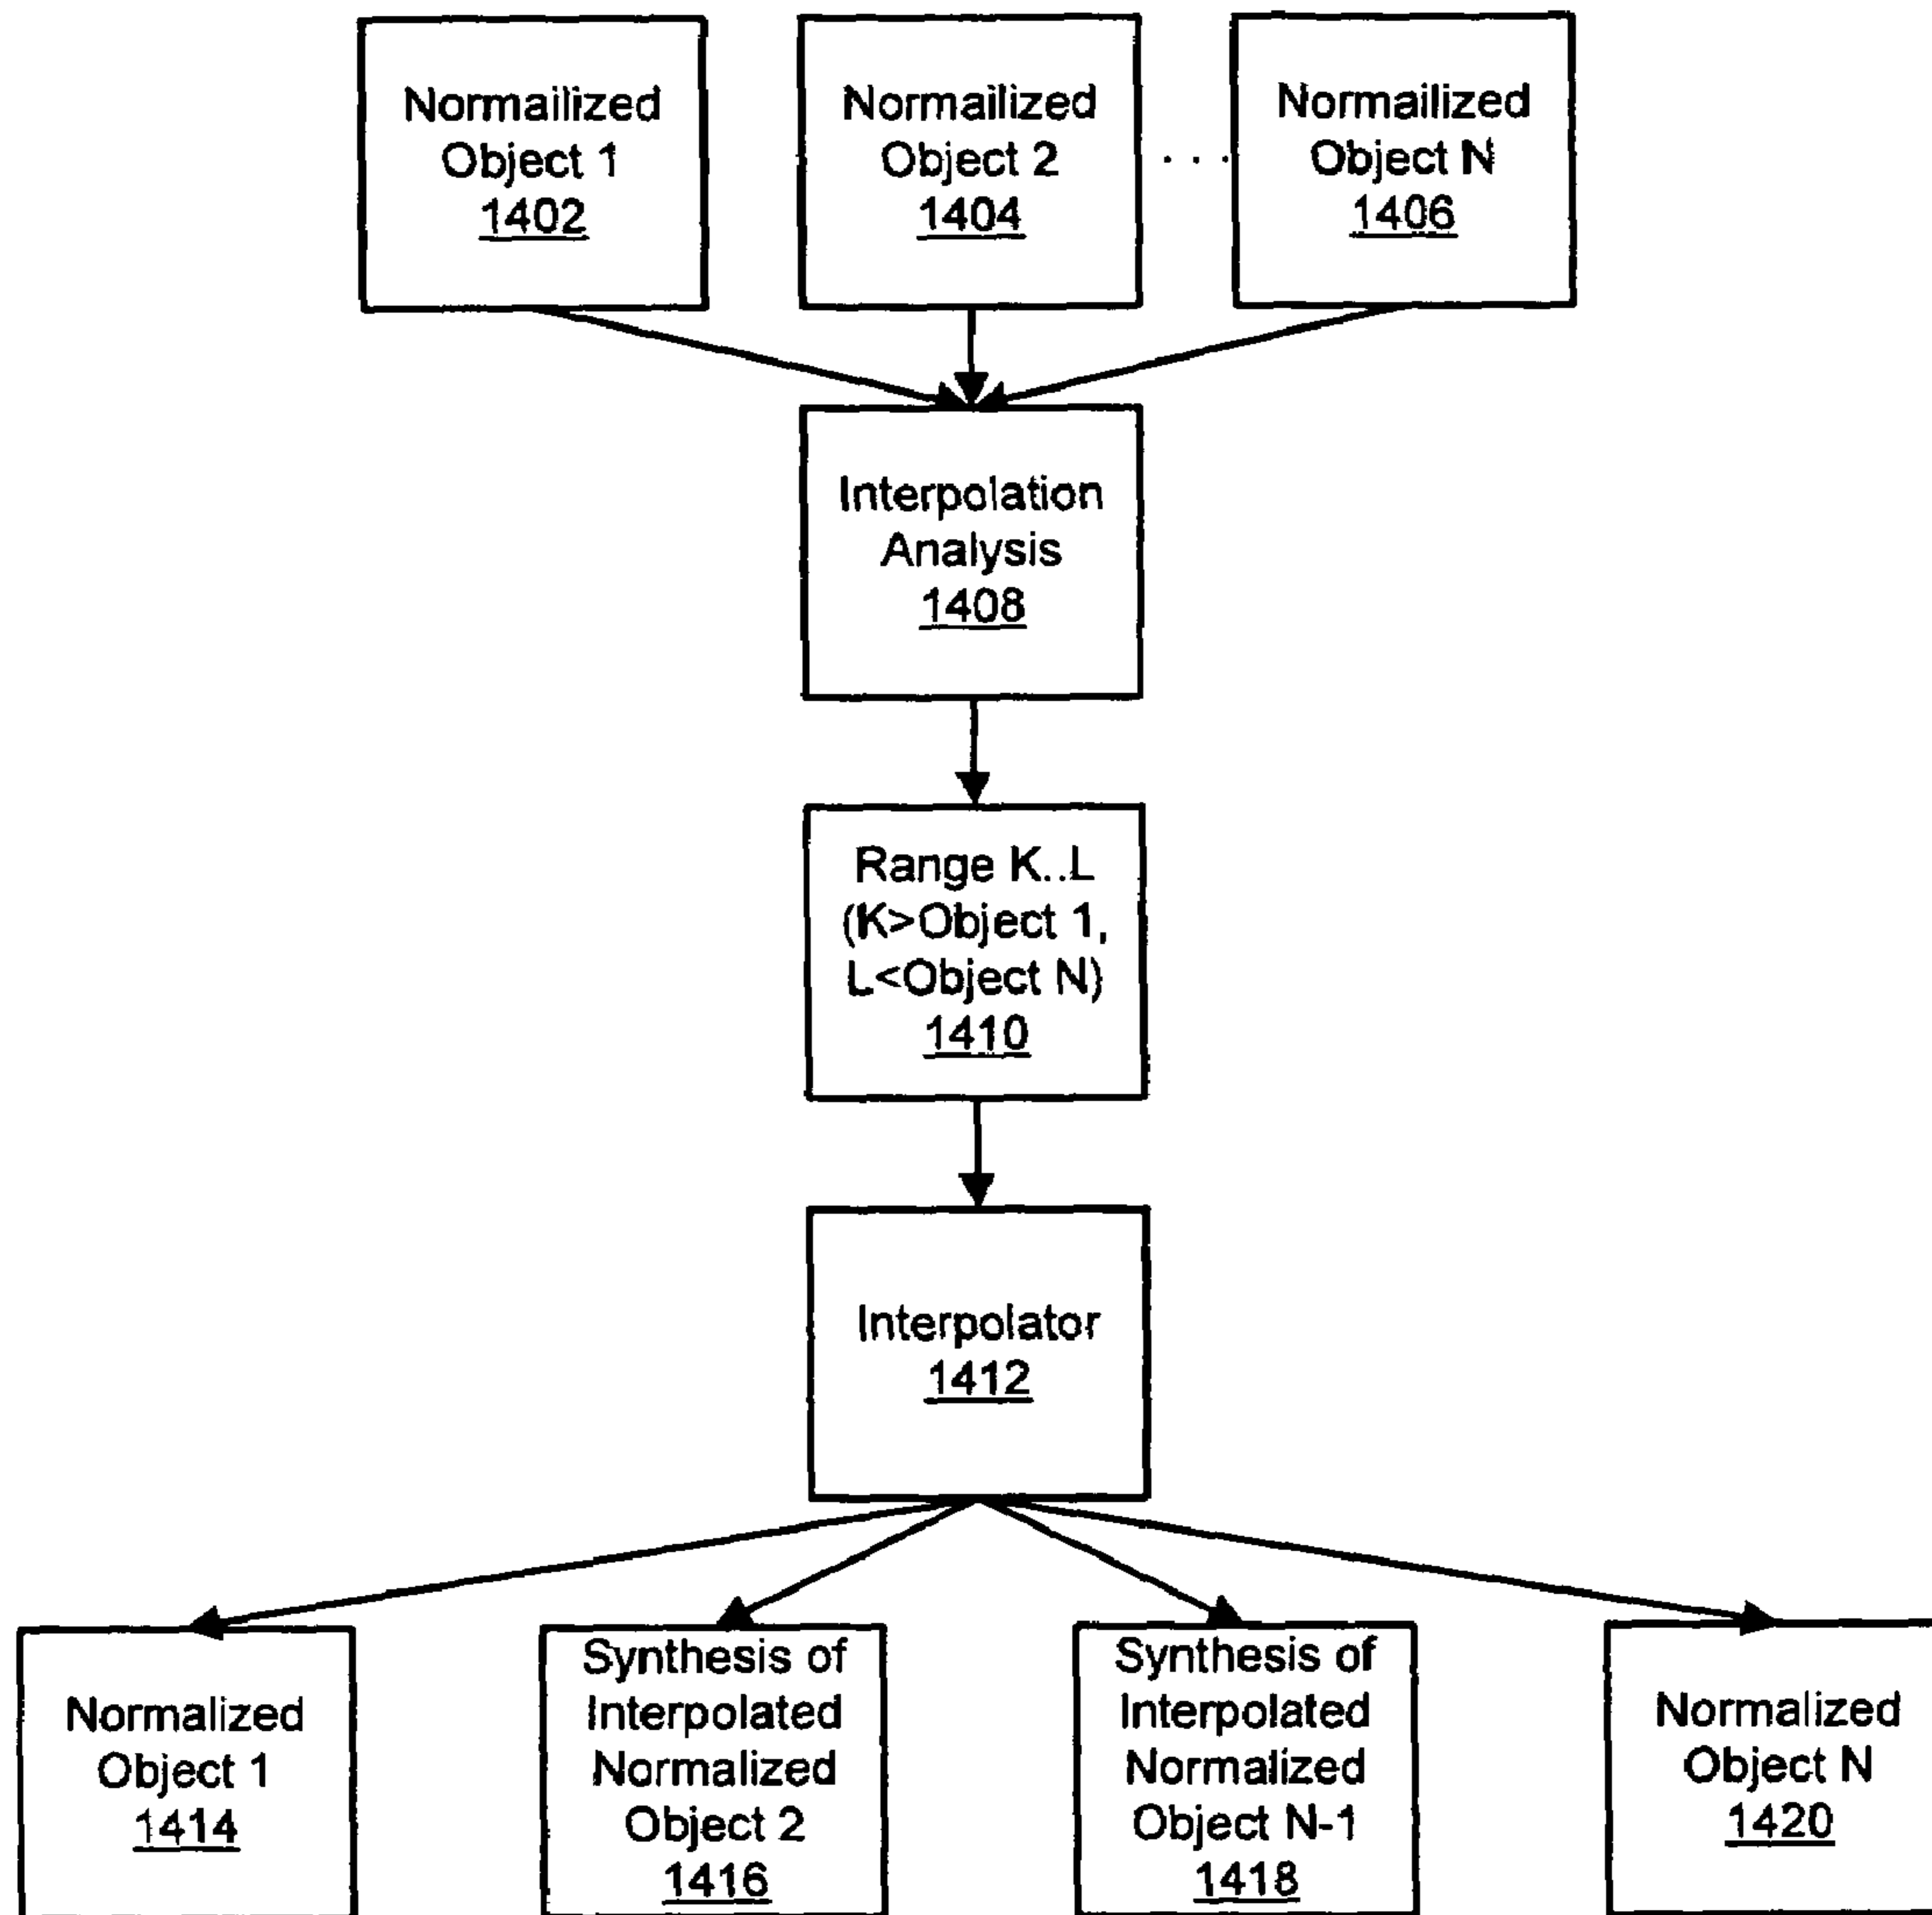 Normailized
Object 1
1402
Normailized
Object 2
1404
. . .
Normailized
Object N
1406
Interpolation
Analysis
1408
Range K..L
(K>Object 1,
L<Object N)
1410
Interpolator
1412
Normalized
Object 1
1414
Synthesis of
Interpolated
Normalized
Object 2
1416
Synthesis of
Interpolated
Normalized
Object N-1
1418
Normalized
Object N
1420